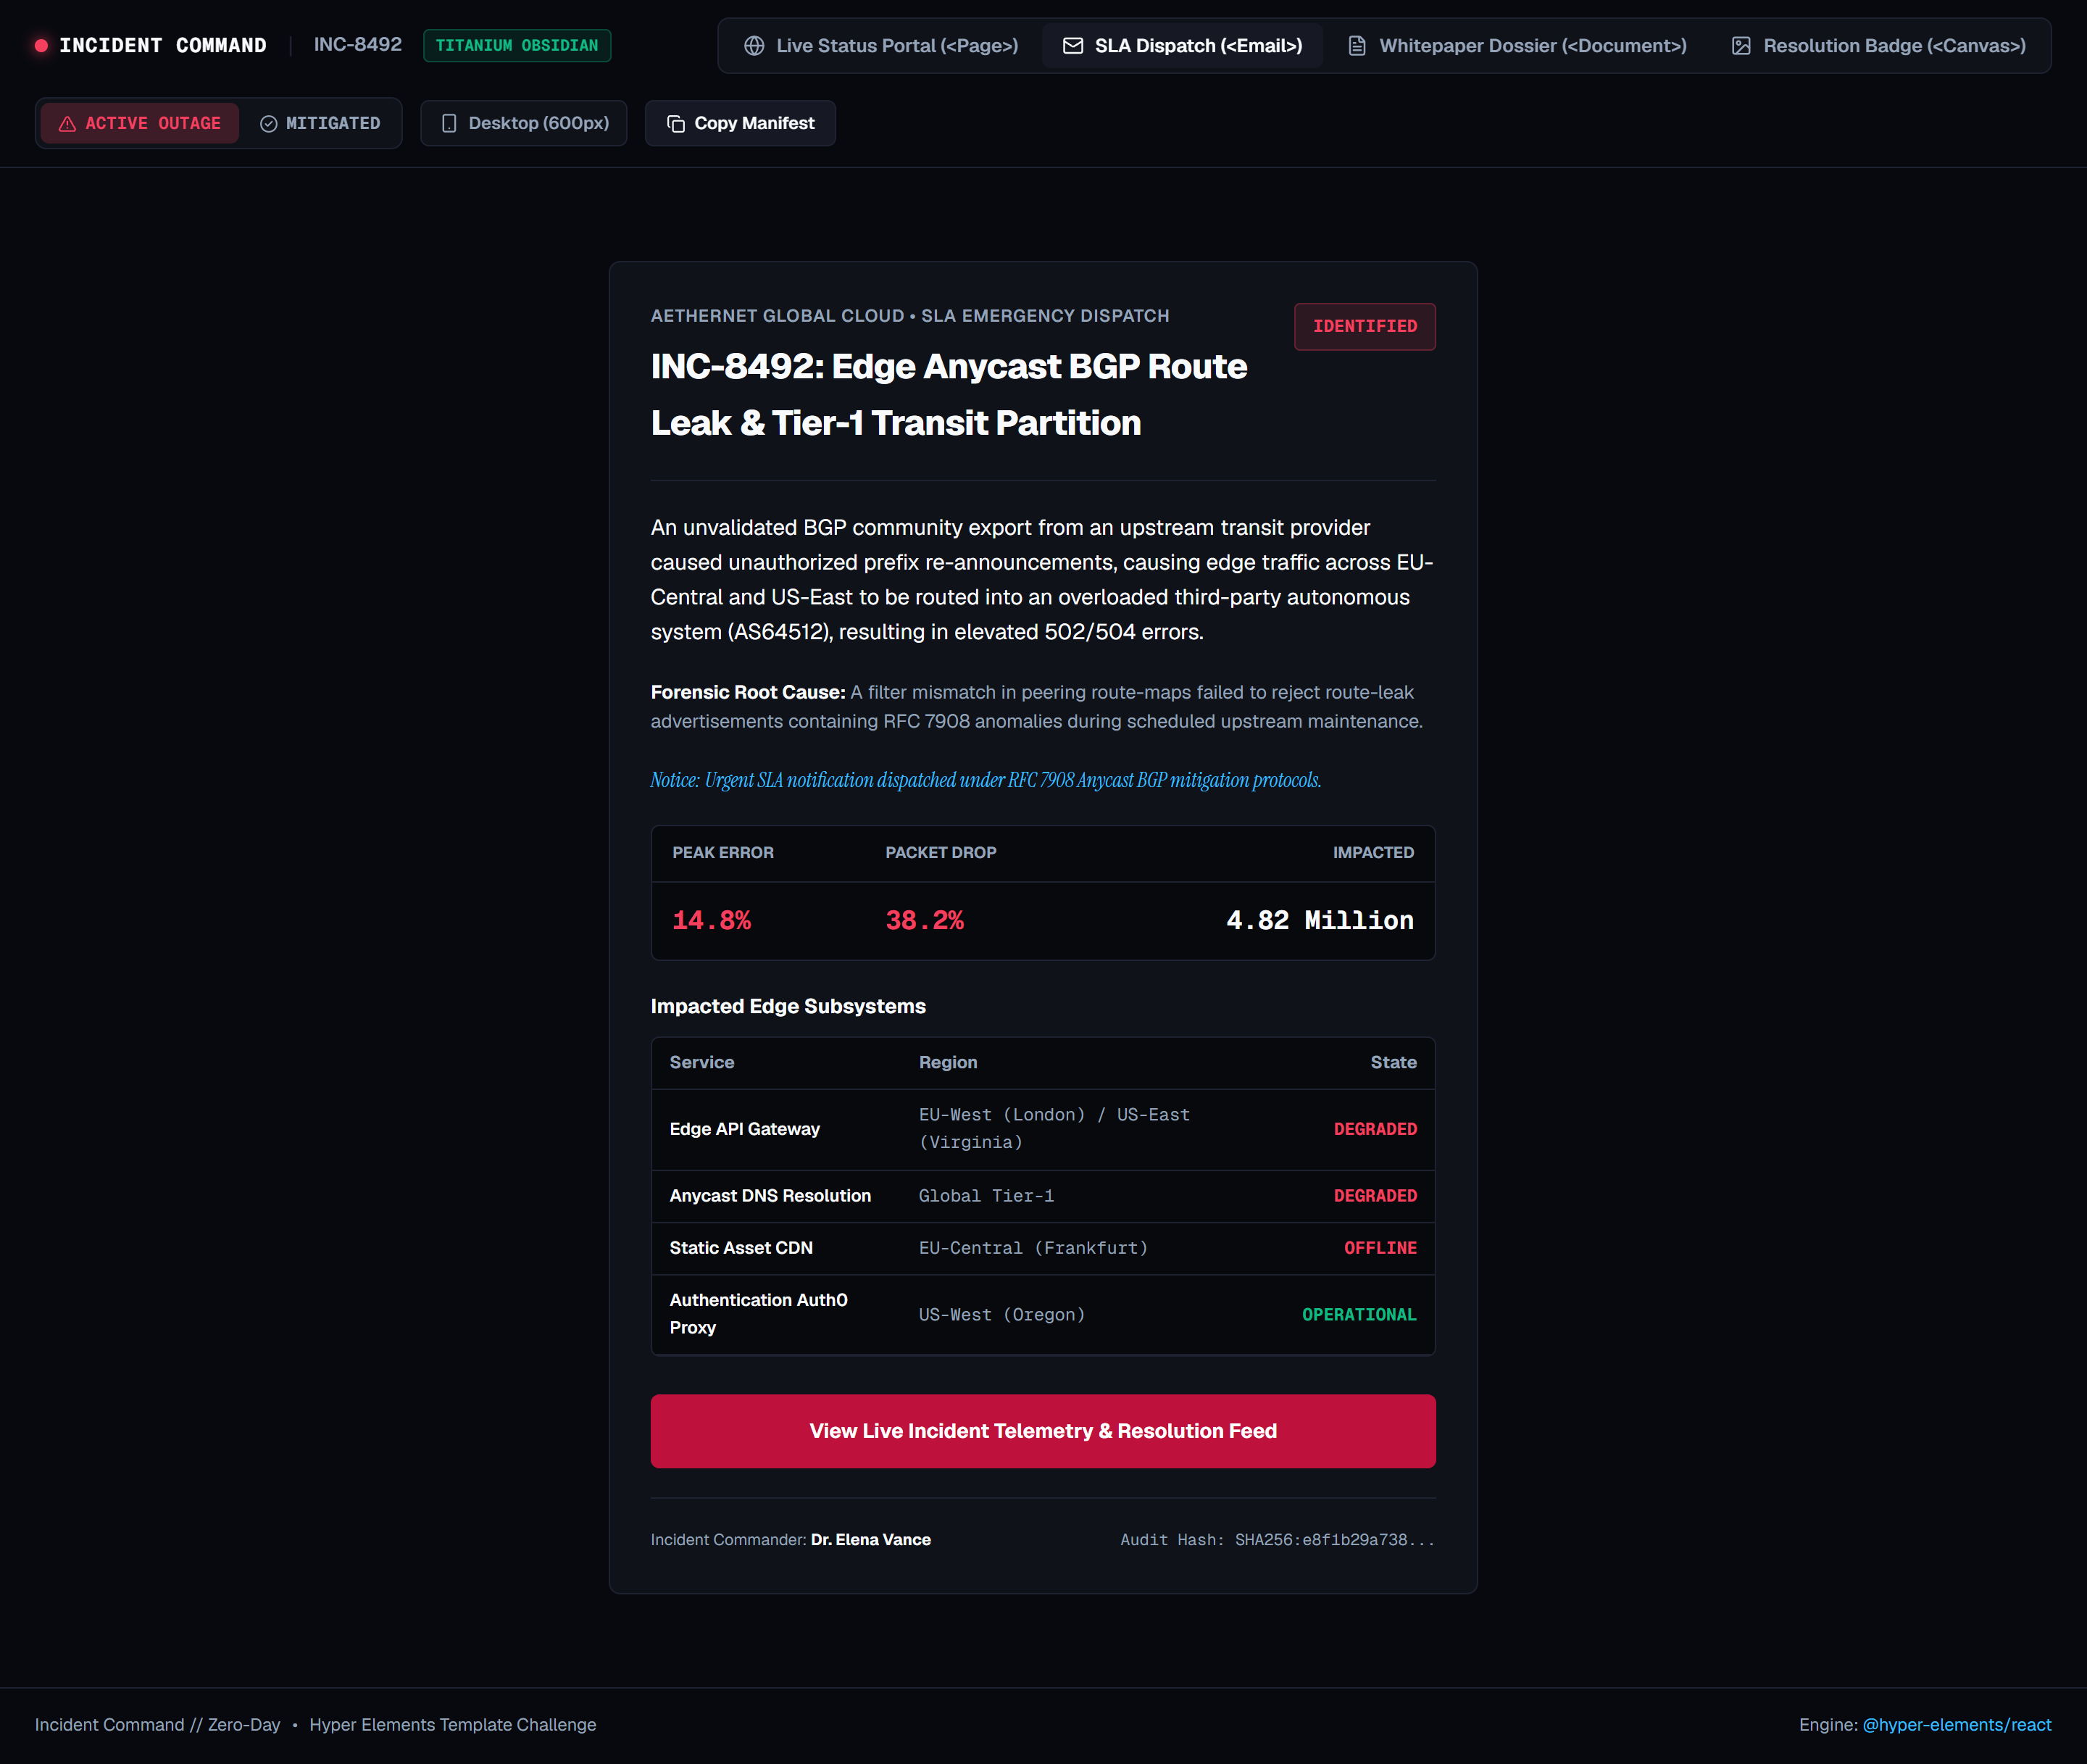 INCIDENT COMMAND
INC-8492
TITANIUM OBSIDIAN
Live Status Portal (<Page>)
SLA Dispatch (<Email>)
Whitepaper Dossier (<Document>)
Resolution Badge (<Canvas>)
ACTIVE OUTAGE
MITIGATED
Desktop (600px)
Copy Manifest
AETHERNET GLOBAL CLOUD • SLA EMERGENCY DISPATCH
IDENTIFIED
INC-8492: Edge Anycast BGP Route
Leak & Tier-1 Transit Partition
An unvalidated BGP community export from an upstream transit provider
caused unauthorized prefix re-announcements, causing edge traffic across EU-
Central and US-East to be routed into an overloaded third-party autonomous
system (AS64512), resulting in elevated 502/504 errors.
Forensic Root Cause: A filter mismatch in peering route-maps failed to reject route-leak
advertisements containing RFC 7908 anomalies during scheduled upstream maintenance.
Notice: Urgent SLA notification dispatched under RFC 7908 Anycast BGP mitigation protocols.
PEAK ERROR PACKET DROP IMPACTED
14.8% 38.2% 4.82 Million
Impacted Edge Subsystems
Service Region State
Edge API Gateway
EU-West (London) / US-East
(Virginia)
DEGRADED
Anycast DNS Resolution Global Tier-1 DEGRADED
Static Asset CDN EU-Central (Frankfurt) OFFLINE
Authentication Auth0
Proxy
US-West (Oregon) OPERATIONAL
View Live Incident Telemetry & Resolution Feed
Incident Commander: Dr. Elena Vance
Audit Hash: SHA256:e8f1b29a738...
Incident Command // Zero-Day • Hyper Elements Template Challenge
Engine: @hyper-elements/react